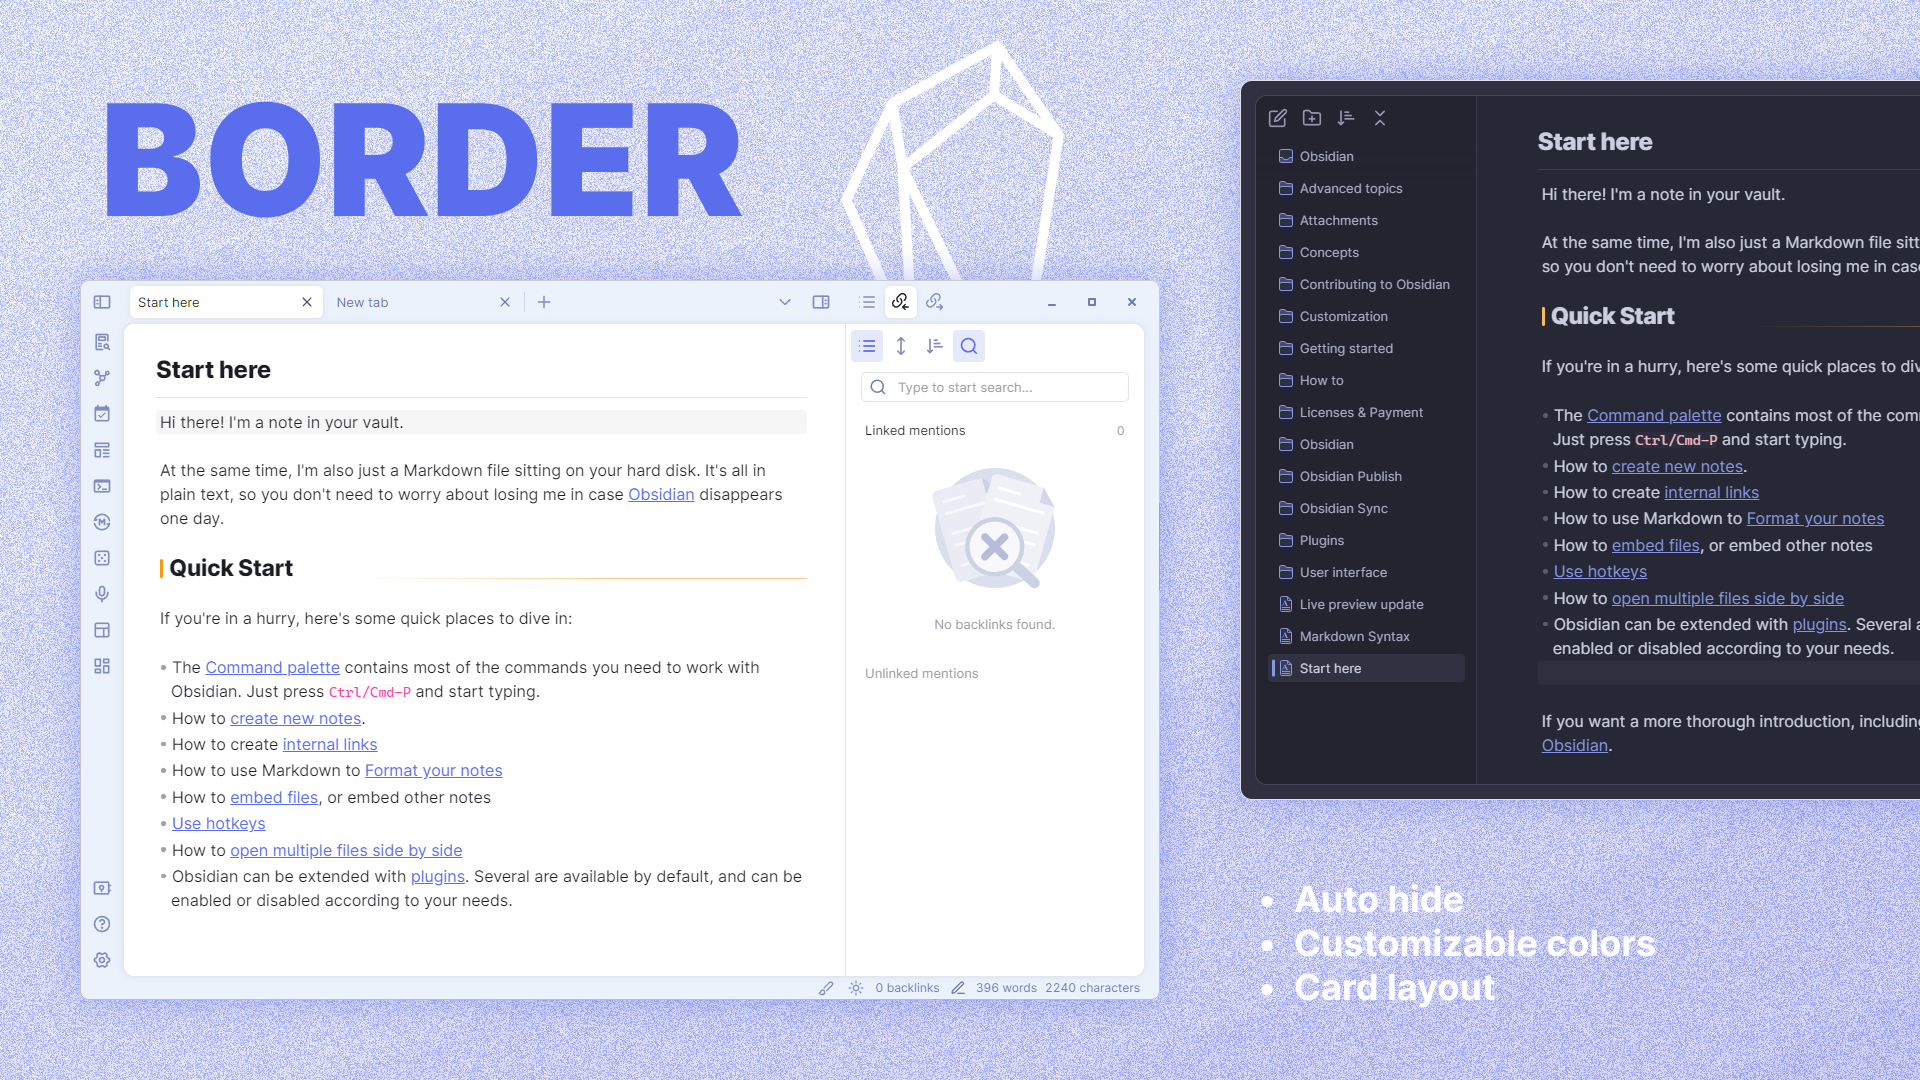 BORDER
Start here
New tab
Start here
Hi there! I'm a note in your vault.
At the same time, I'm also just a Markdown file sitting on your hard disk. It's all in
plain text, so you don't need to worry about losing me in case Obsidian disappears
one day.
Quick Start
If you're in a hurry, here's some quick places to dive in:
• The Command palette contains most of the commands you need to work with
Obsidian. Just press Ctrl/Cmd-P and start typing.
• How to create new notes.
• How to create internal links
• How to use Markdown to Format your notes
• How to embed files, or embed other notes
• Use hotkeys
• How to open multiple files side by side
• Obsidian can be extended with plugins. Several are available by default, and can be
enabled or disabled according to your needs.
Type to start search...
Linked mentions 0
No backlinks found.
Unlinked mentions
0 backlinks 396 words 2240 characters
Obsidian
Advanced topics
Attachments
Concepts
Contributing to Obsidian
Customization
Getting started
How to
Licenses & Payment
Obsidian
Obsidian Publish
Obsidian Sync
Plugins
User interface
Live preview update
Markdown Syntax
Start here
Start here
Hi there! I'm a note in your vault.
At the same time, I'm also just a Markdown file sitt
so you don't need to worry about losing me in case
Quick Start
If you're in a hurry, here's some quick places to div
• The Command palette contains most of the com
Just press Ctrl/Cmd-P and start typing.
• How to create new notes.
• How to create internal links
• How to use Markdown to Format your notes
• How to embed files, or embed other notes
• Use hotkeys
• How to open multiple files side by side
• Obsidian can be extended with plugins. Several a
enabled or disabled according to your needs.
If you want a more thorough introduction, including
Obsidian.
• Auto hide
• Customizable colors
• Card layout